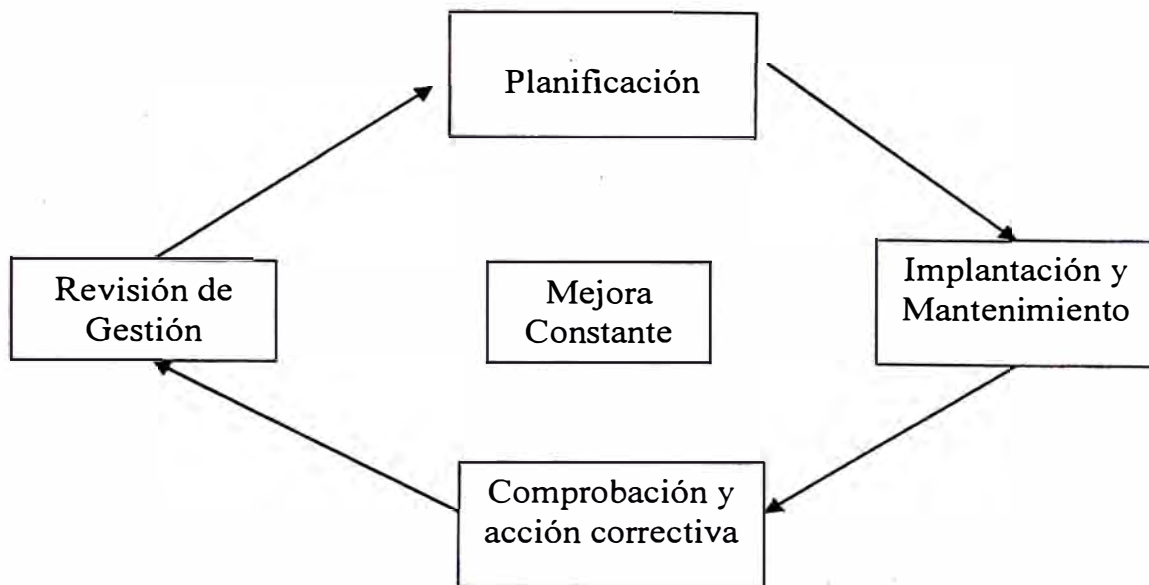 Planificación
Revisión de
Gestión
Mejora
Constante
Implantación y
Mantenimiento
Comprobación y
acción correctiva